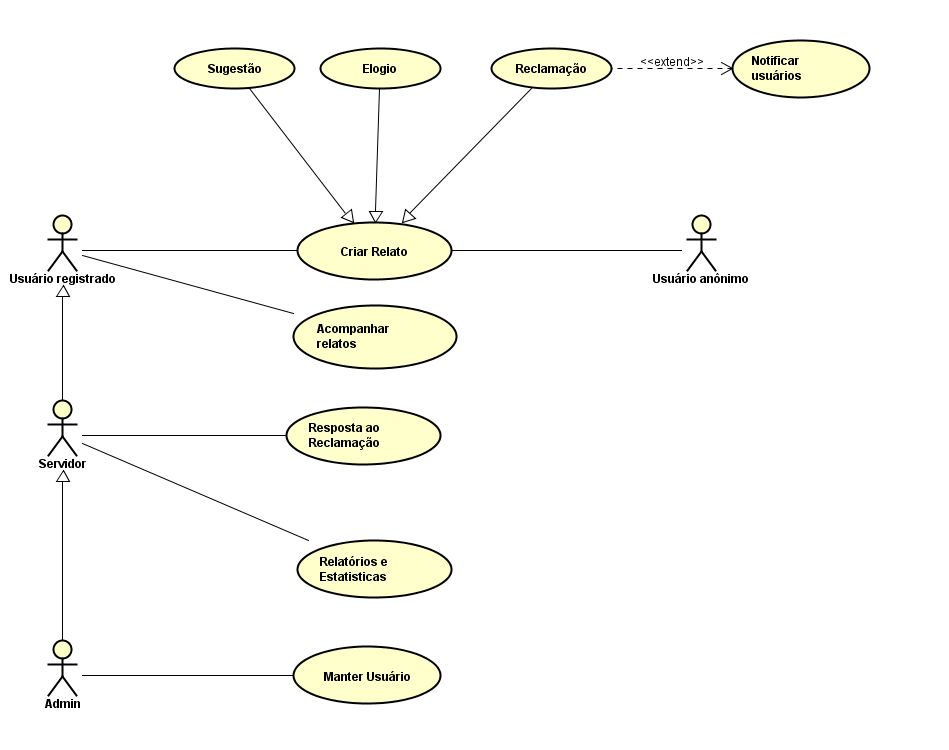 Sugestão
Elogio
Reclamação
<<extend>>
Notificar
usuários
Criar Relato
Usuário registrado
Usuário anônimo
Acompanhar
relatos
Resposta ao
Reclamação
Servidor
Relatórios e
Estatisticas
Manter Usuário
Admin